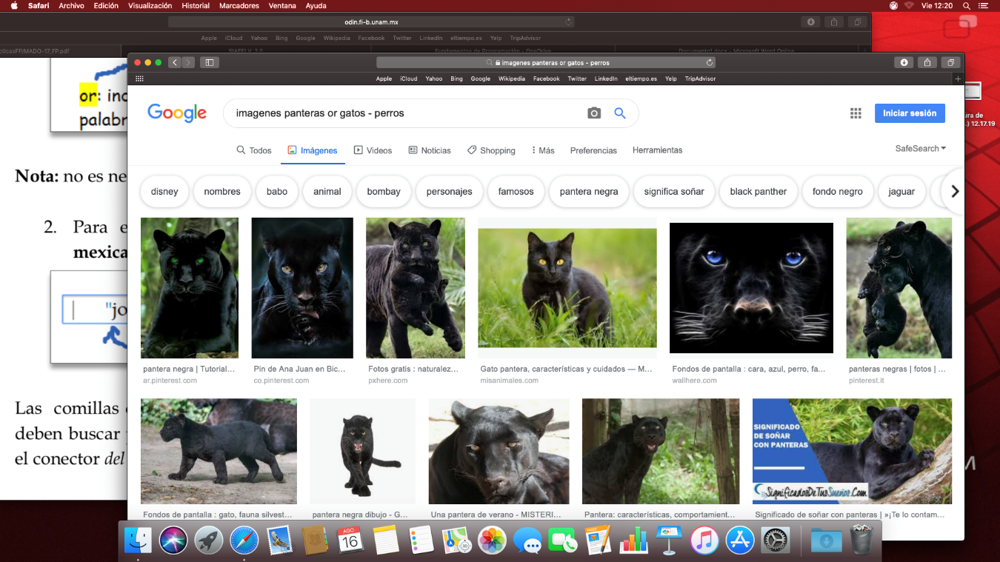 Safari Archivo Edición Visualización Historial Marcadores Ventana Ayuda
Vie 12:20
odin.fi-b.unam.mx
Apple iCloud Yahoo Bing Google Wikipedia Facebook Twitter LinkedIn eltiempo.es Yelp TripAdvisor
cticasFP/MADO-17_FP.pdf
SIAFELV 2.0
Fundamentos de Programación - OneDrive
Document1.docx - Microsoft Word Online
imagenes panteras or gatos - perros
Apple iCloud Yahoo Bing Google Wikipedia Facebook Twitter LinkedIn eltiempo.es Yelp TripAdvisor
or: inc
palabr
Nota: no es ne
2. Para e
mexica
"jo
Las comillas
deben buscar
el conector del
ura de
.) 12.17.19
Google
imagenes panteras or gatos - perros
Iniciar sesión
Todos Imágenes Videos Noticias Shopping Más Preferencias Herramientas
SafeSearch
disney nombres babo animal bombay personajes famosos pantera negra significa soñar black panther fondo negro jaguar
pantera negra | Tutorial...
ar.pinterest.com
Pin de Ana Juan en Bic...
co.pinterest.com
Fotos gratis : naturalez...
pxhere.com
Gato pantera, características y cuidados — M...
misanimales.com
Fondos de pantalla : cara, azul, perro, fa...
wallhere.com
panteras negras | fotos | ...
pinterest.it
SIGNIFICADO
DE SOÑAR
CON PANTERAS
SignificadosDeTusSueños.Com
Fondos de pantalla : gato, fauna silvest...
pantera negra dibujo - G...
Una pantera de verano - MISTERI...
Pantera: características, comportamient...
Significado de soñar con panteras | »¡Te lo contam...
AGO
16